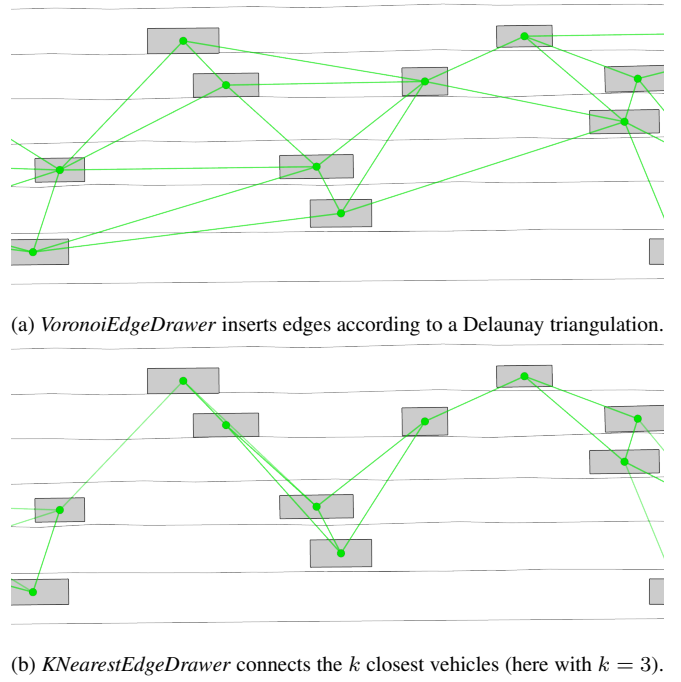 (a) VoronoiEdgeDrawer inserts edges according to a Delaunay triangulation.
(b) KNearestEdgeDrawer connects the k closest vehicles (here with k = 3).